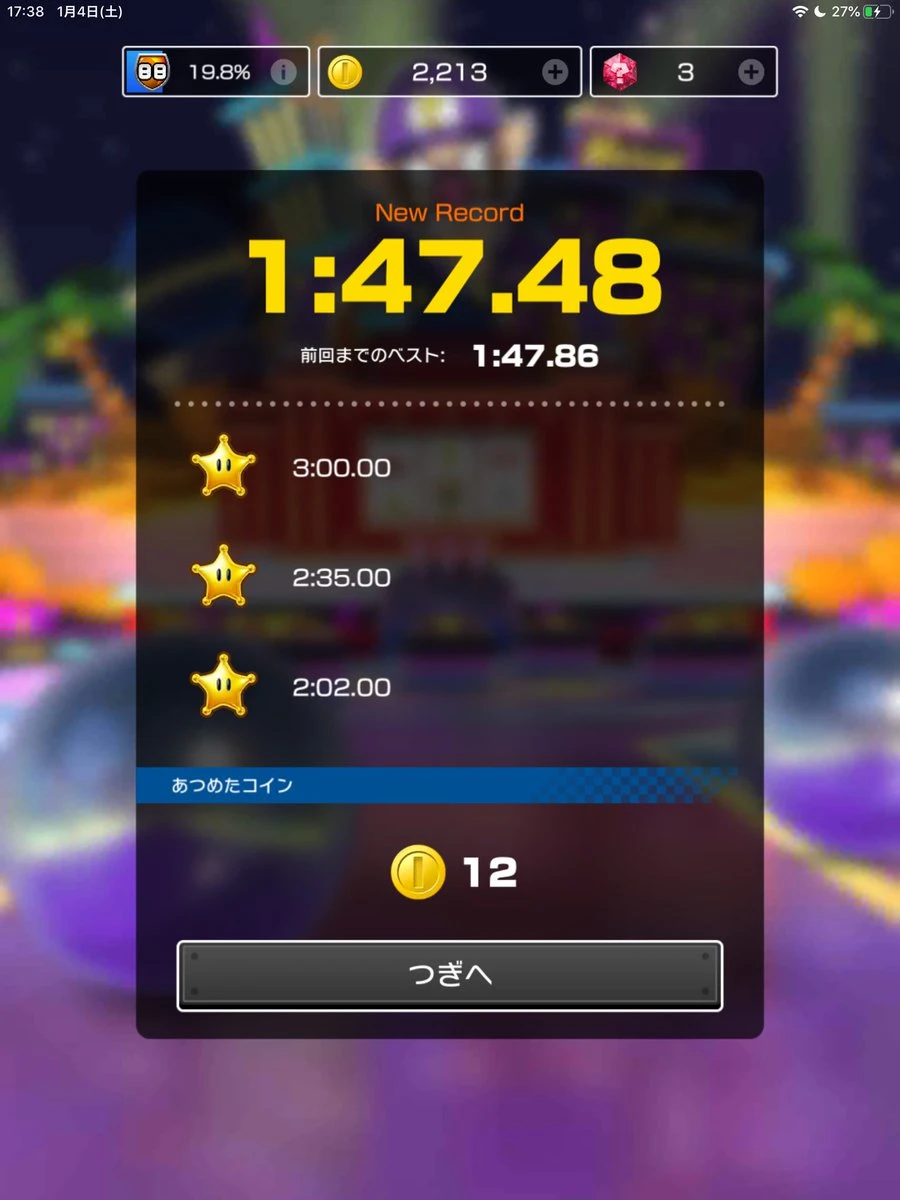 17:38 1月4日(土) 27%
88 19.8% i 2,213 + ? 3 +
New Record
1:47.48
前回までのベスト: 1:47.86
3:00.00
2:35.00
2:02.00
あつめたコイン
12
つぎへ